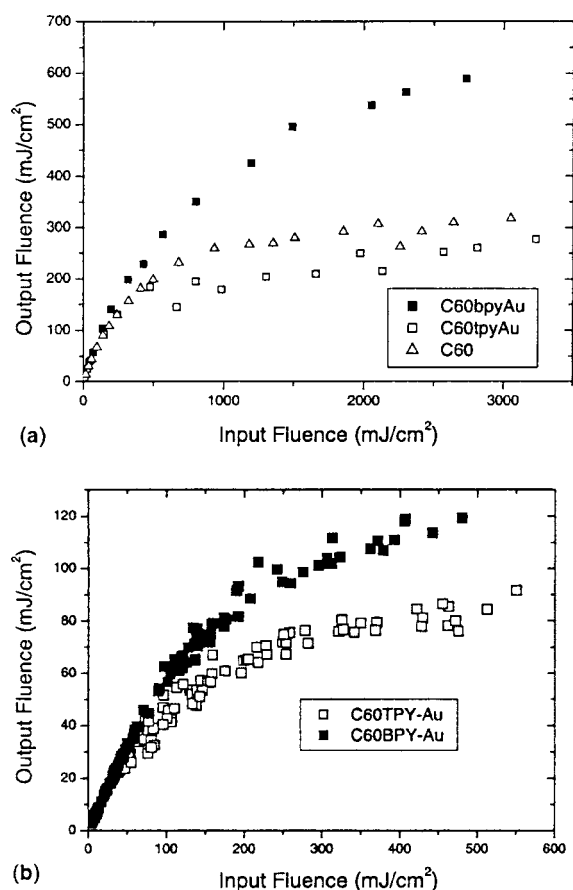 700
600
500
400
300
200
100
0
Output Fluence (mJ/cm²)
C60bpyAu
C60tpyAu
C60
0 1000 2000 3000
(a) Input Fluence (mJ/cm²)
120
100
80
60
40
20
0
Output Fluence (mJ/cm²)
C60TPY-Au
C60BPY-Au
0 100 200 300 400 500 600
(b) Input Fluence (mJ/cm²)